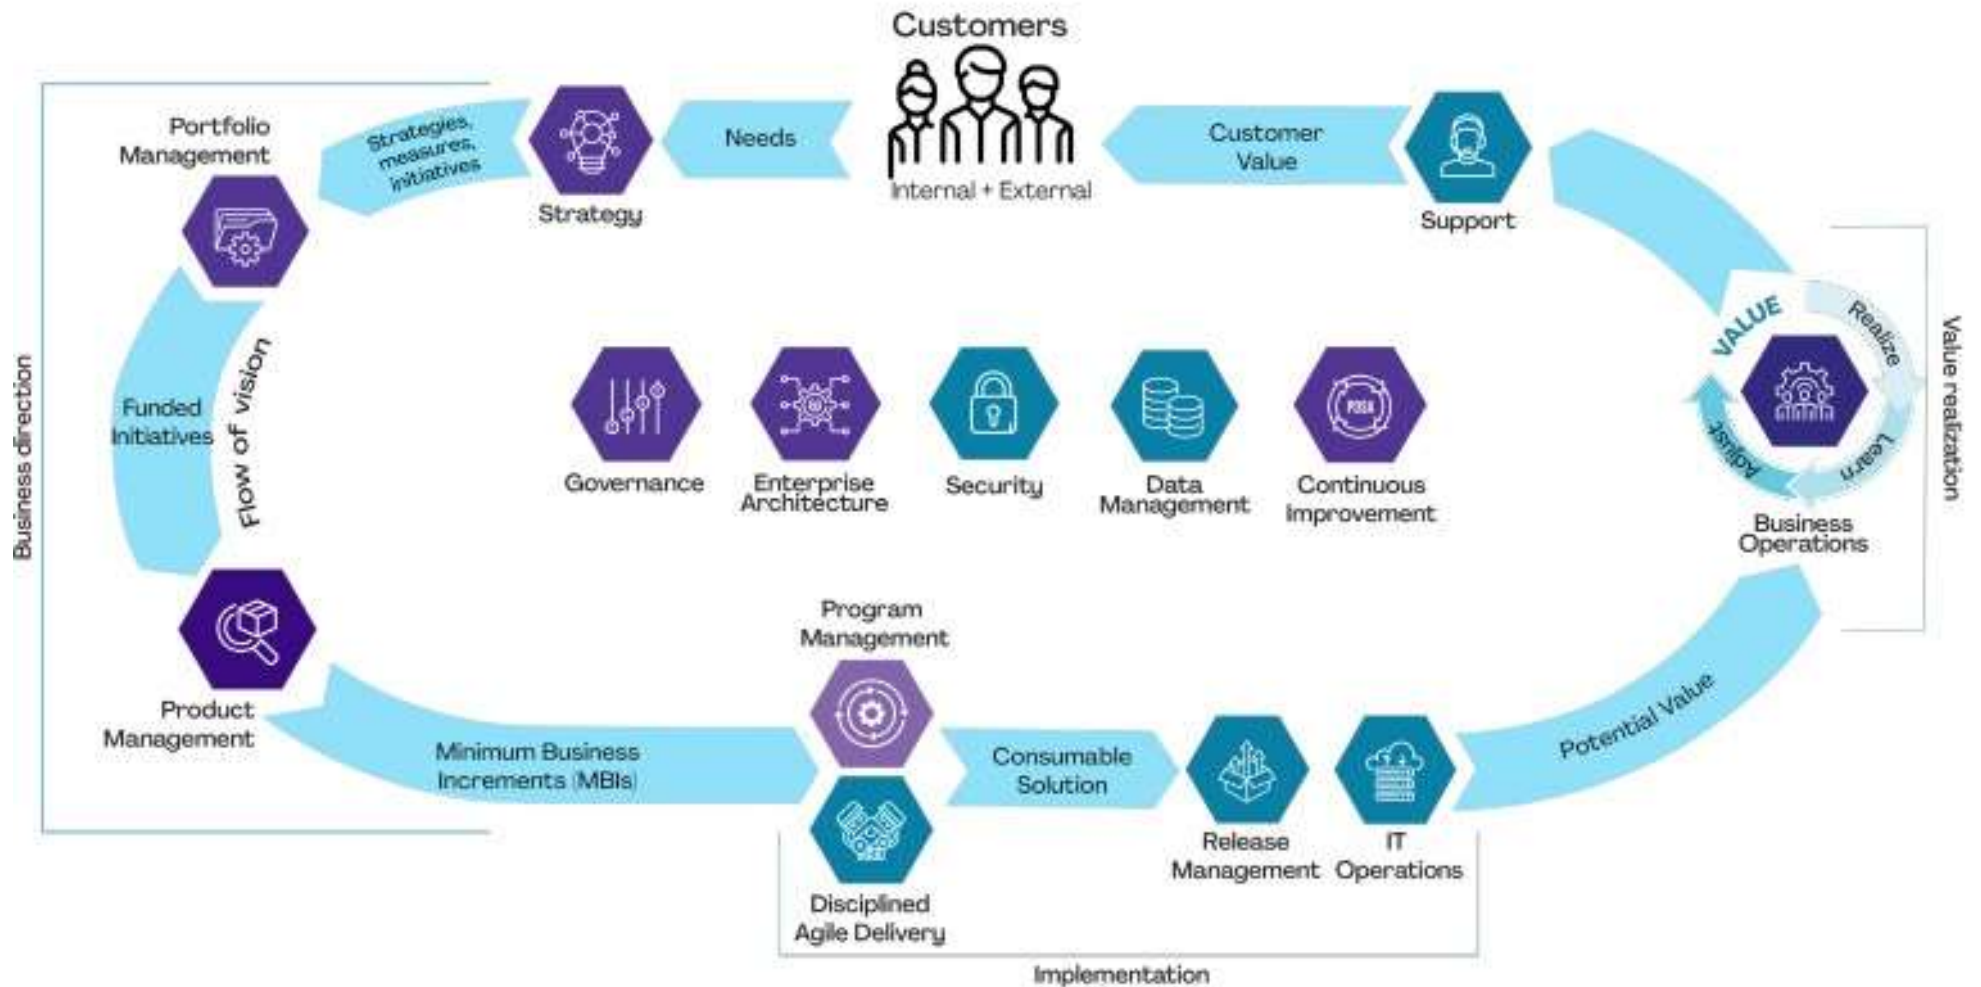 Customers
Internal + External
Needs
Strategy
Strategies,
measures,
initiatives
Portfolio
Management
Funded
Initiatives
Flow of vision
Business direction
Product
Management
Minimum Business
Increments (MBIs)
Program
Management
Disciplined
Agile Delivery
Consumable
Solution
Release
Management
IT
Operations
Implementation
Potential Value
Business
Operations
VALUE
Realize
Learn
Adjust
Value realization
Support
Customer
Value
Governance
Enterprise
Architecture
Security
Data
Management
Continuous
Improvement